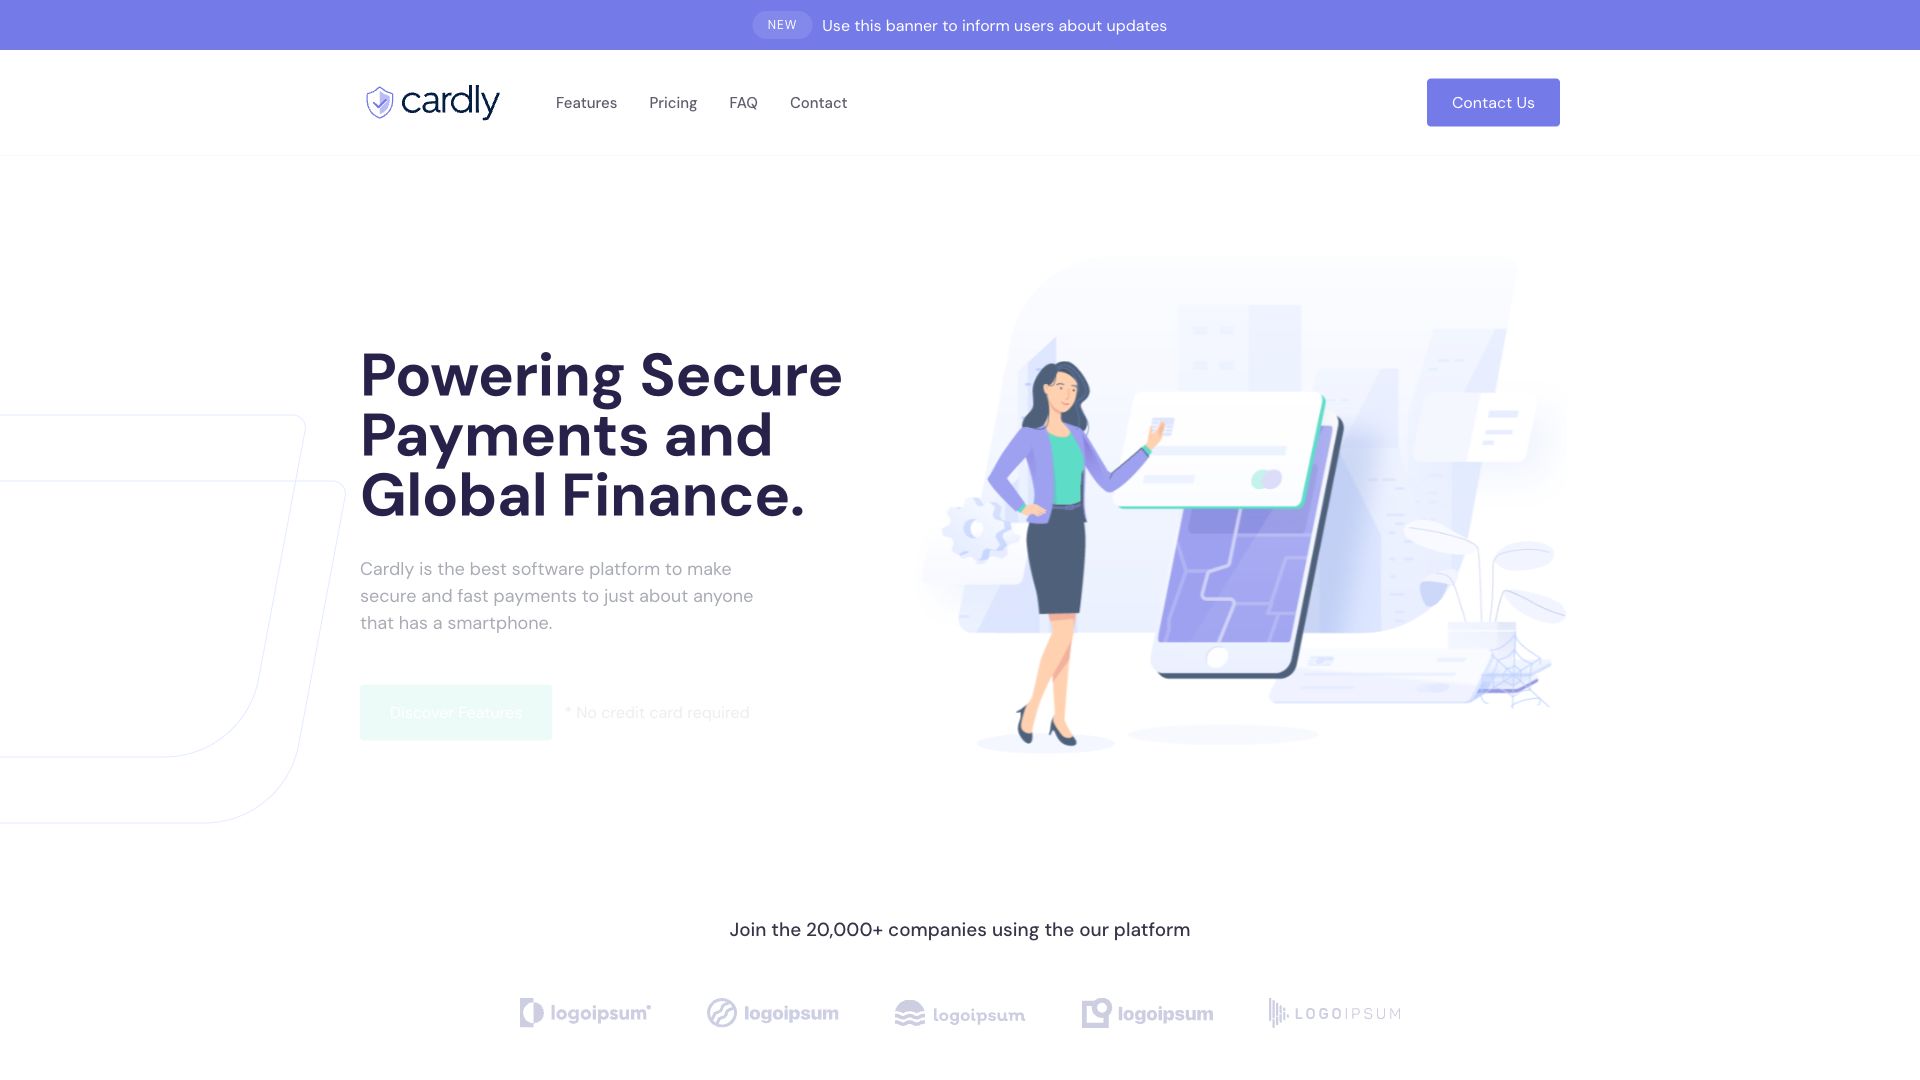 NEW Use this banner to inform users about updates
cardly Features Pricing FAQ Contact Contact Us
Powering Secure
Payments and
Global Finance.
Cardly is the best software platform to make
secure and fast payments to just about anyone
that has a smartphone.
Discover Features * No credit card required
Join the 20,000+ companies using the our platform
logoipsum logoipsum logoipsum logoipsum LOGOIPSUM